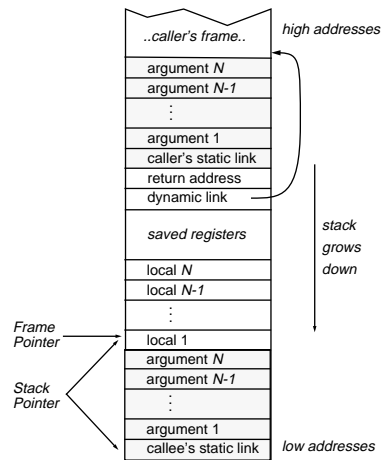 ..caller's frame..
high addresses
argument N
argument N-1
⋮
argument 1
caller's static link
return address
dynamic link
saved registers
stack
grows
down
local N
local N-1
⋮
Frame
Pointer
local 1
argument N
argument N-1
Stack
Pointer
⋮
argument 1
callee's static link
low addresses